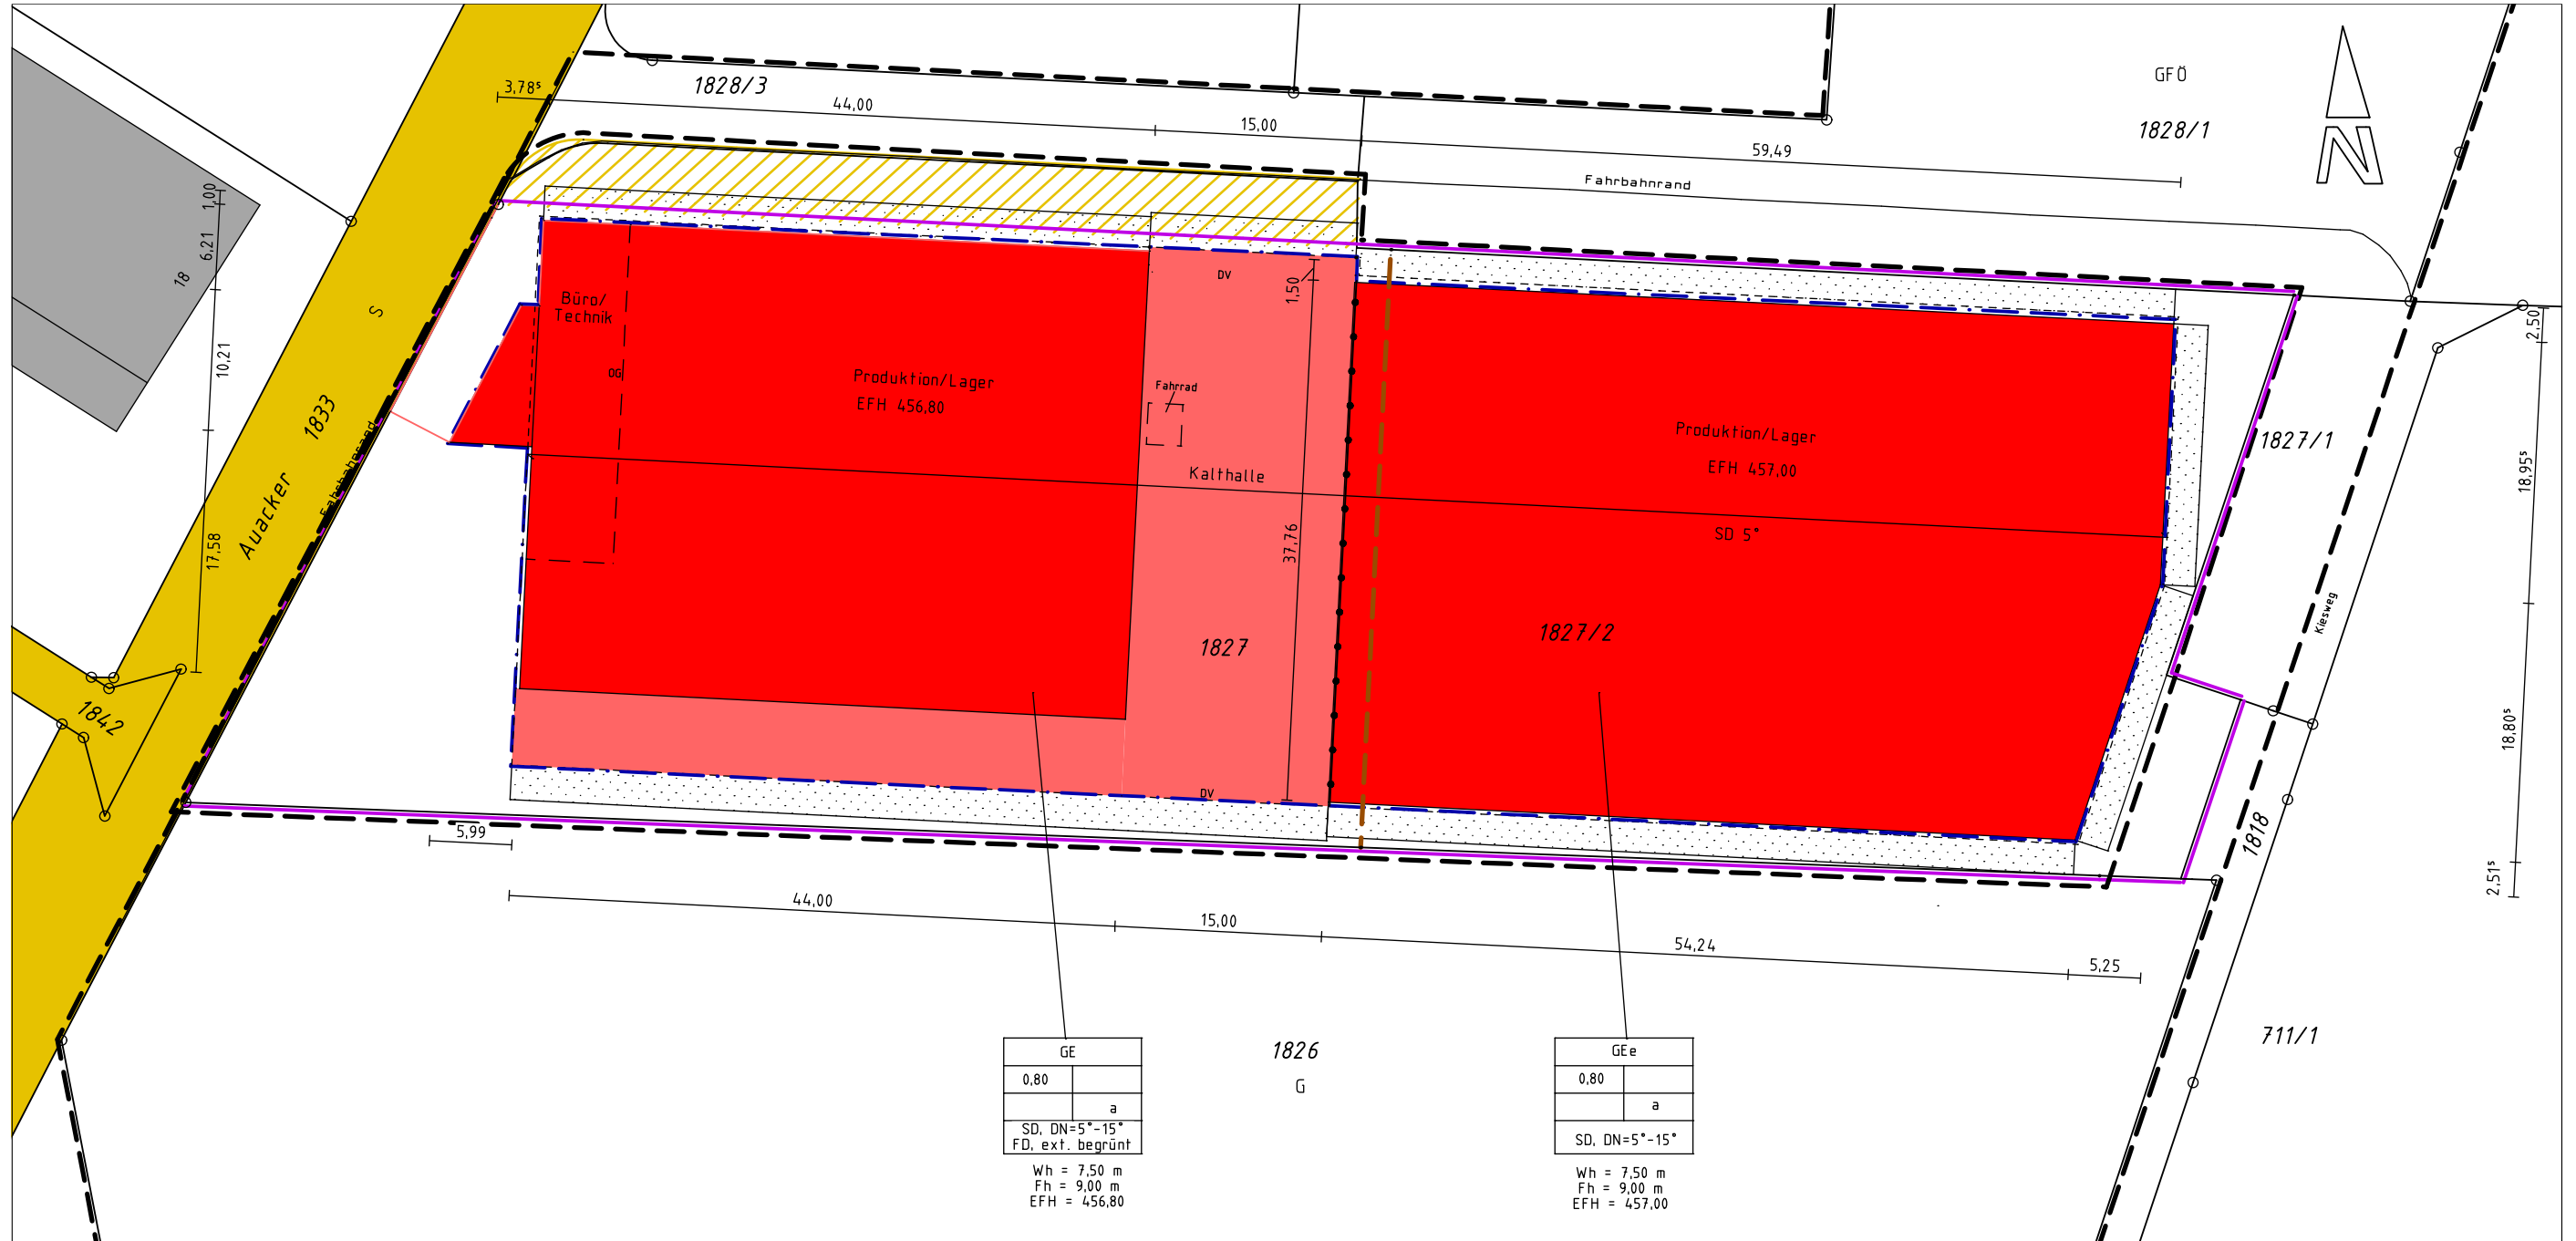 GFÖ
3,78⁵
1828/3
44,00
15,00
1828/1
59,49
Fahrbahnrand
N
1,00
6,21
18
10,21
17,58
S
1833
Auacker
Fahrbahnrand
1842
Büro/
Technik
OG
Produktion/Lager
EFH 456,80
DV
1,50
Fahrrad
Kalthalle
37,76
1827
DV
Produktion/Lager
EFH 457,00
SD 5°
1827/2
1827/1
Kiesweg
2,50
18,95⁵
18,80⁵
2,51⁵
1818
5,99
44,00
15,00
54,24
5,25
711/1
1826
G
GE
0,80
a
SD, DN=5°-15°
FD, ext. begrünt
Wh = 7,50 m
Fh = 9,00 m
EFH = 456,80
GEe
0,80
a
SD, DN=5°-15°
Wh = 7,50 m
Fh = 9,00 m
EFH = 457,00